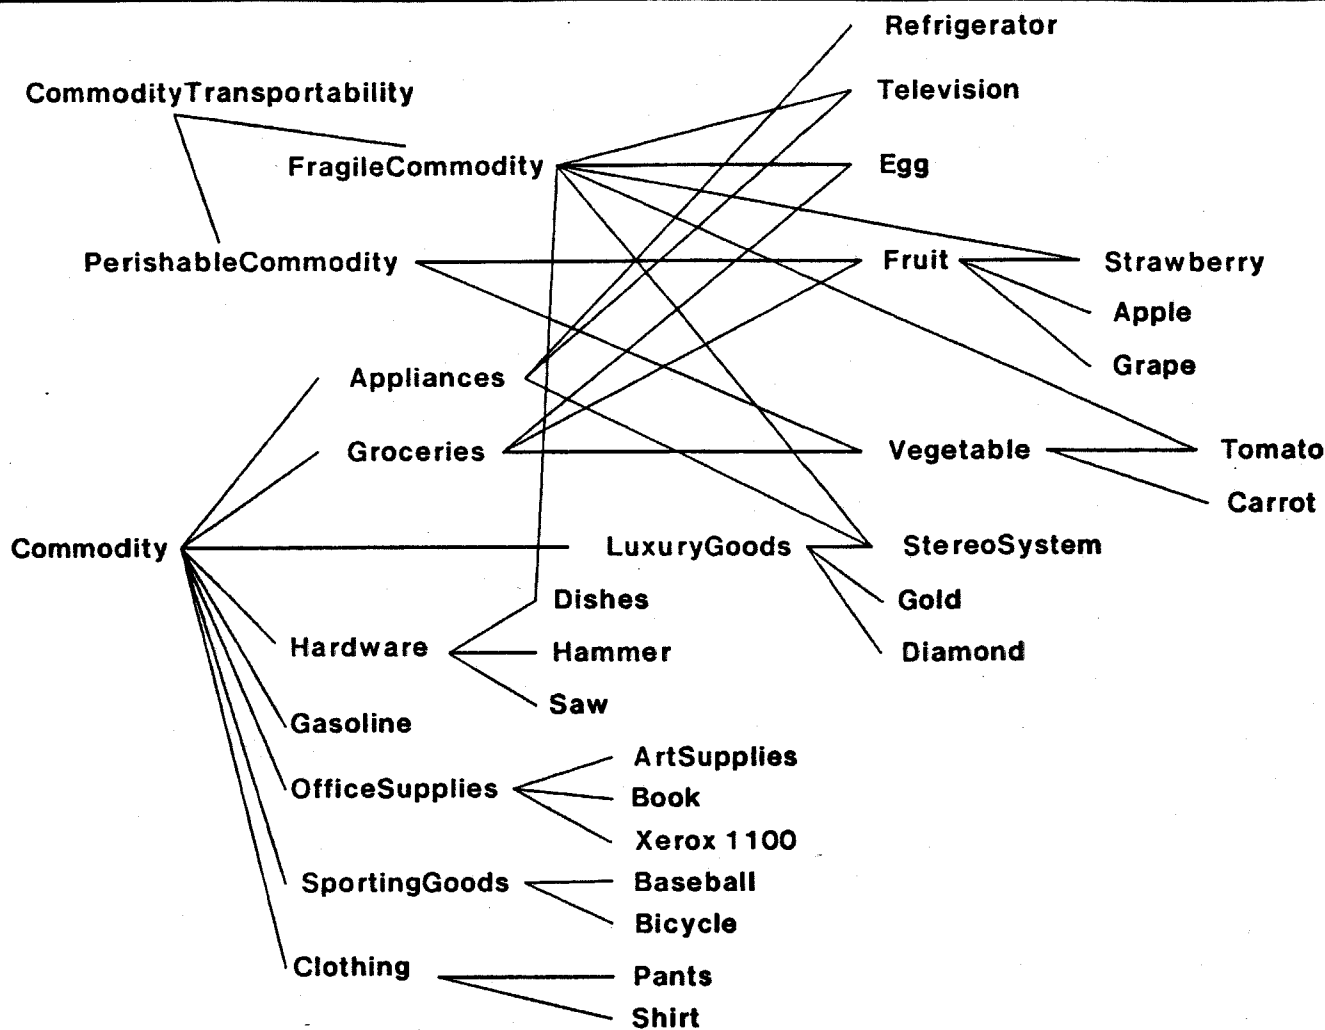 Refrigerator
CommodityTransportability
Television
FragileCommodity
Egg
PerishableCommodity
Fruit
Strawberry
Apple
Grape
Appliances
Groceries
Vegetable
Tomato
Carrot
Commodity
LuxuryGoods
StereoSystem
Dishes
Gold
Hardware
Hammer
Diamond
Saw
Gasoline
ArtSupplies
OfficeSupplies
Book
Xerox 1100
SportingGoods
Baseball
Bicycle
Clothing
Pants
Shirt